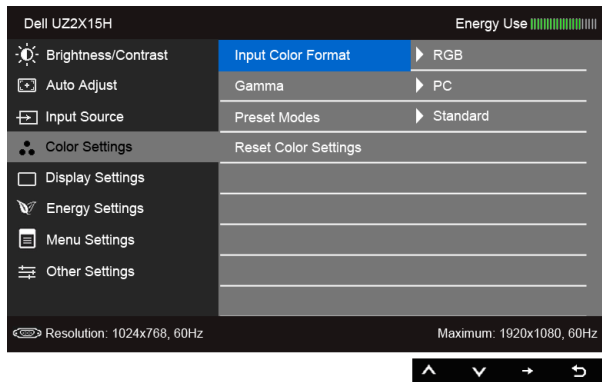 Dell UZ2X15H Energy Use
Brightness/Contrast Input Color Format RGB
Auto Adjust Gamma PC
Input Source Preset Modes Standard
Color Settings Reset Color Settings
Display Settings
Energy Settings
Menu Settings
Other Settings
Resolution: 1024x768, 60Hz Maximum: 1920x1080, 60Hz